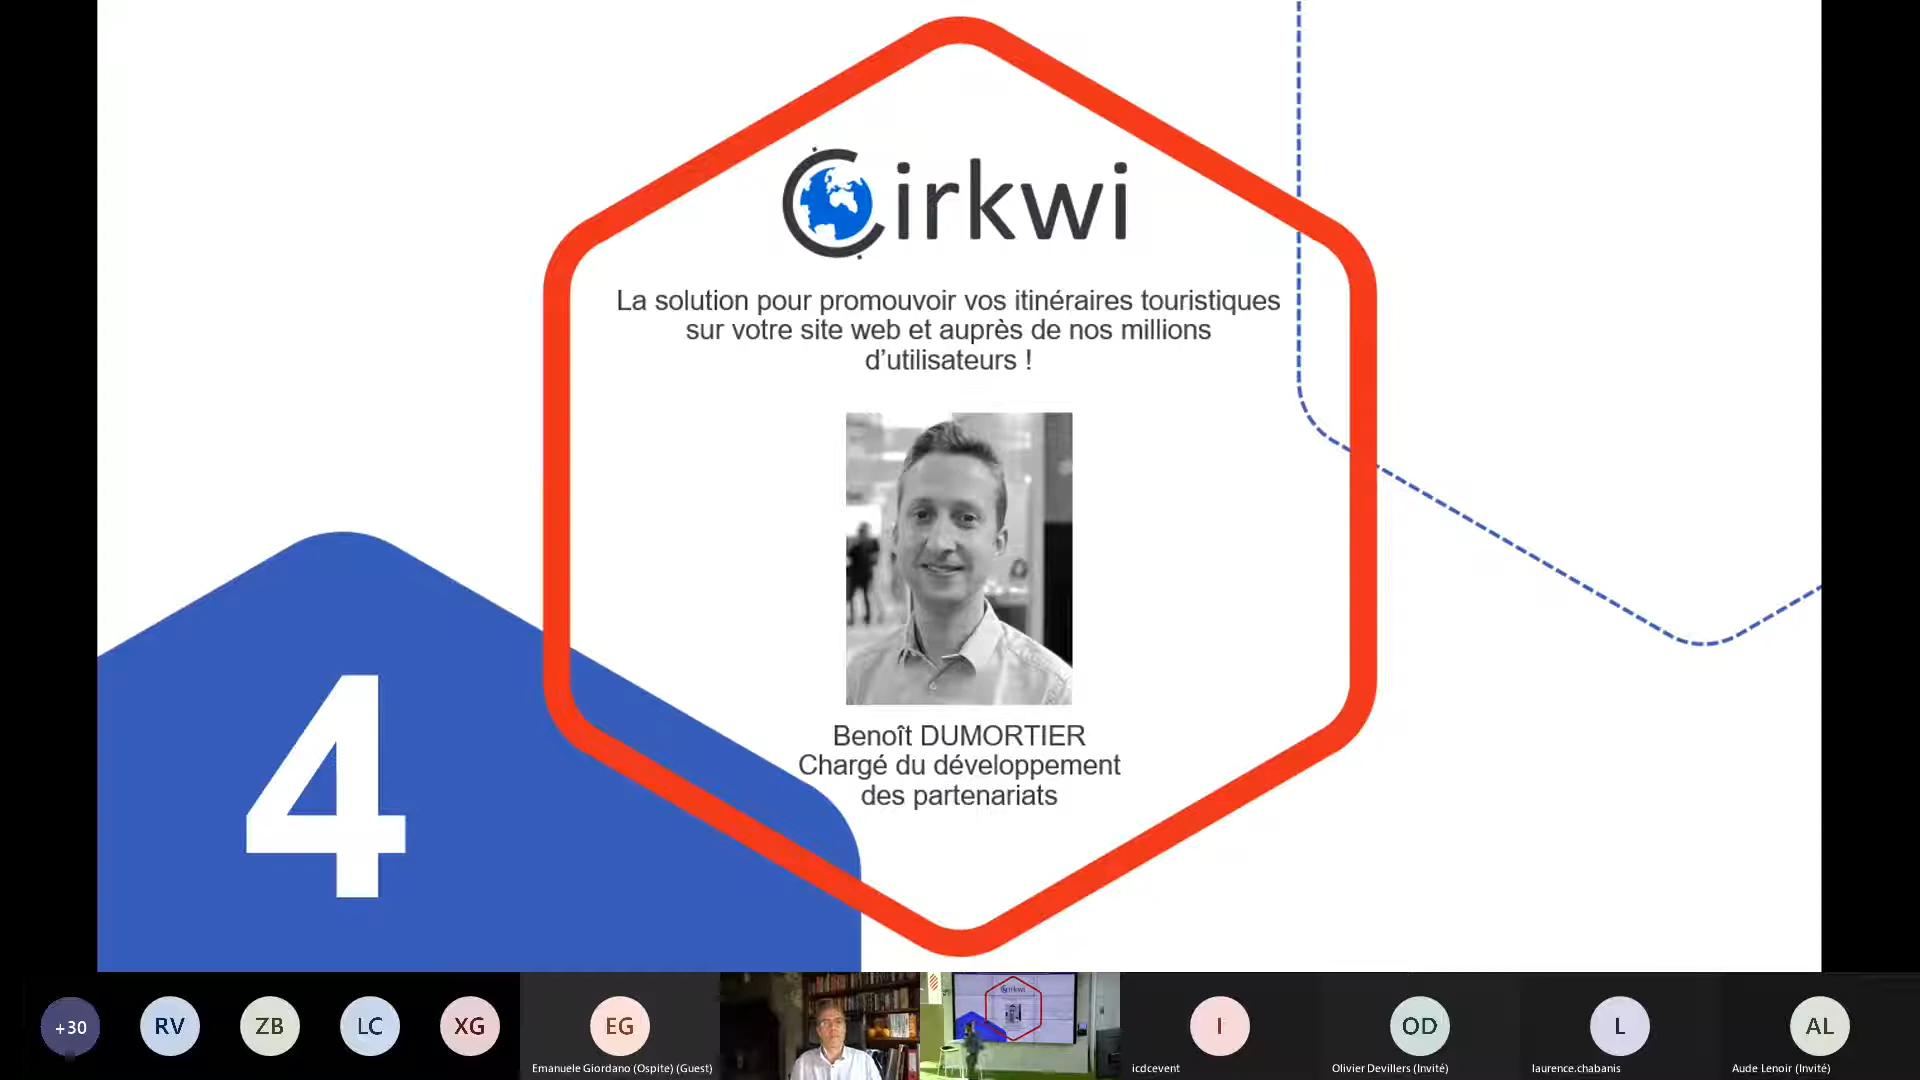 Cirkwi
La solution pour promouvoir vos itinéraires touristiques
sur votre site web et auprès de nos millions
d'utilisateurs !
Benoît DUMORTIER
Chargé du développement
des partenariats
4
+30
RV
ZB
LC
XG
EG
Emanuele Giordano (Ospite) (Guest)
Cirkwi
I
icdcevent
OD
Olivier Devillers (Invité)
L
laurence.chabanis
AL
Aude Lenoir (Invité)